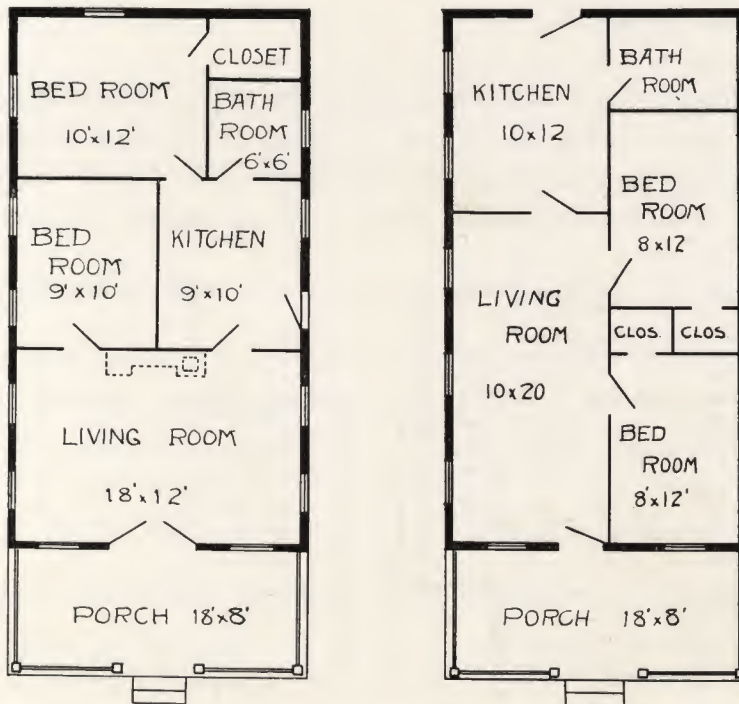 CLOSET
BED ROOM
10'x12'
BATH
ROOM
6'x6'
BED
ROOM
9'x10'
KITCHEN
9'x10'
LIVING ROOM
18'x12'
PORCH 18'x8'
BATH
ROOM
KITCHEN
10x12
BED
ROOM
8x12
LIVING
ROOM
10x20
CLOS.
CLOS.
BED
ROOM
8'x12'
PORCH 18'x8'